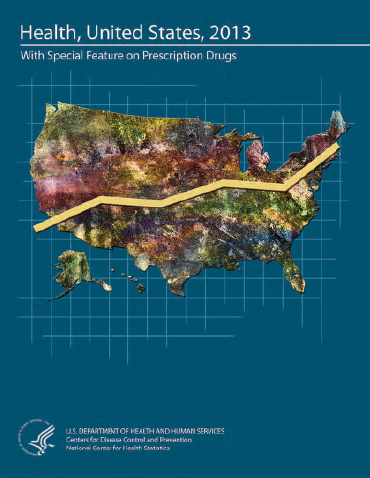 Health, United States, 2013
With Special Feature on Prescription Drugs
U.S. DEPARTMENT OF HEALTH AND HUMAN SERVICES
Centers for Disease Control and Prevention
National Center for Health Statistics